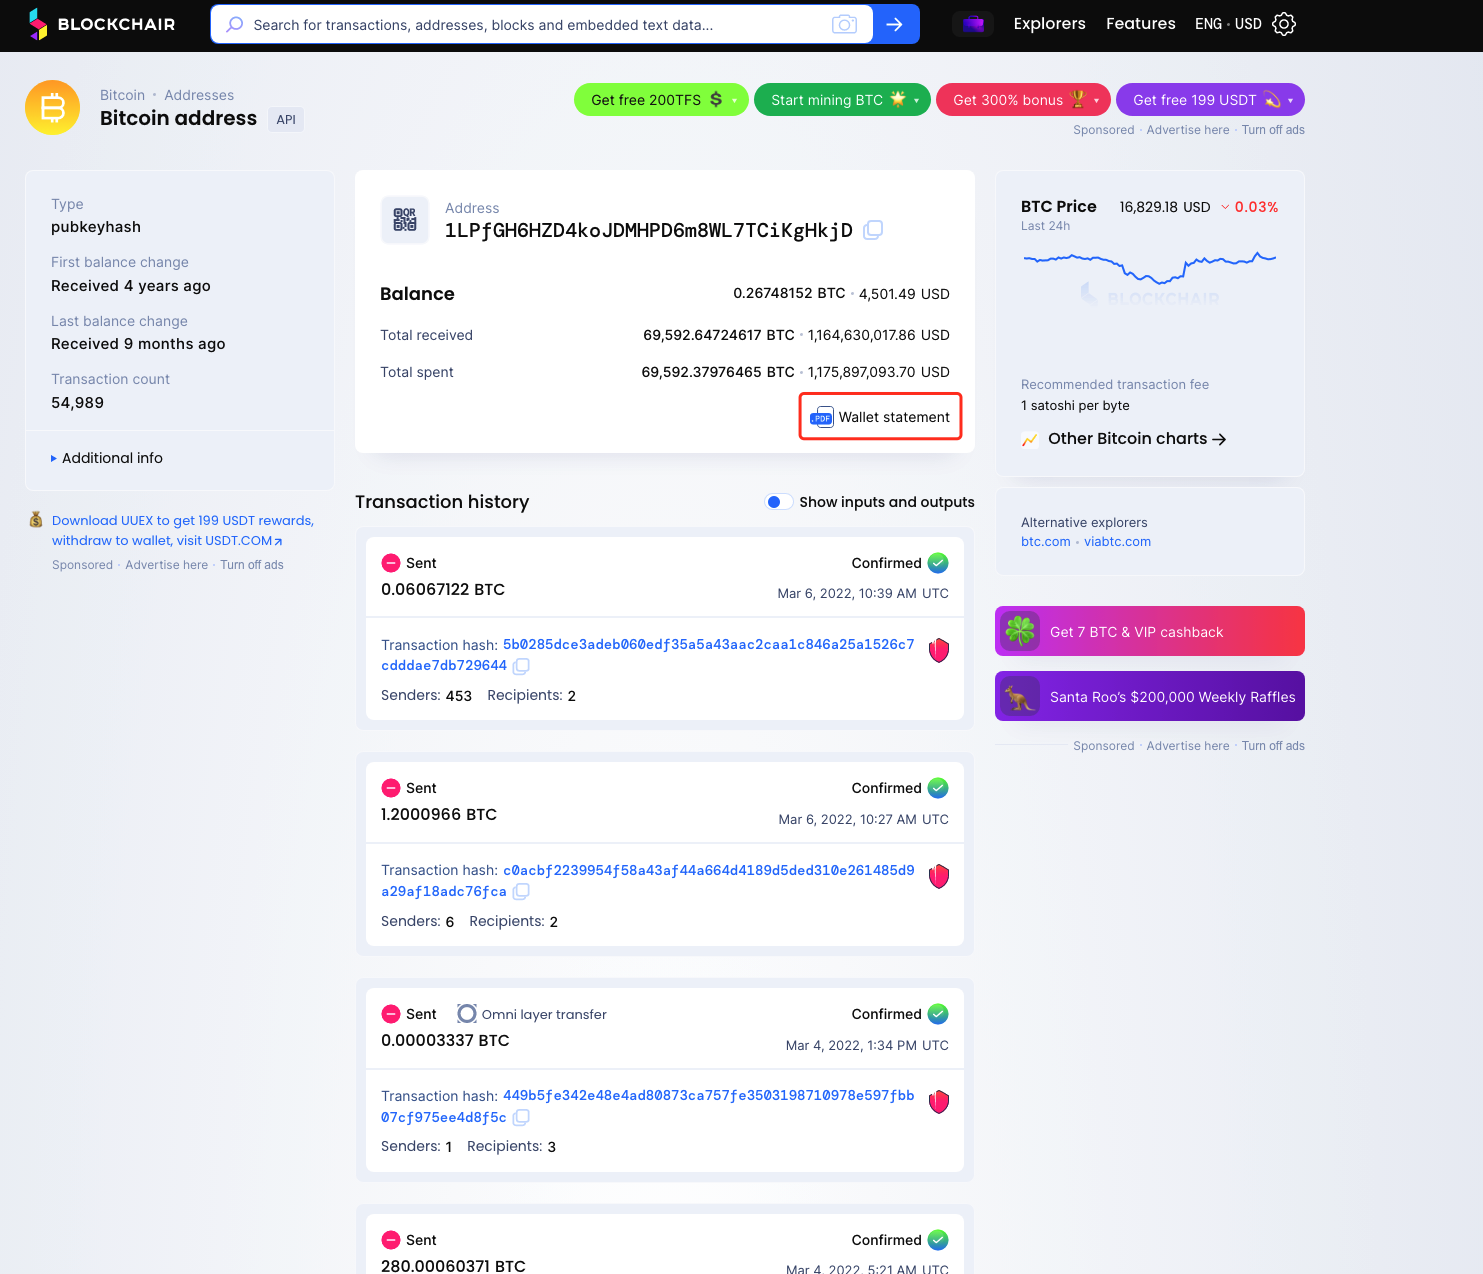 BLOCKCHAIR
Search for transactions, addresses, blocks and embedded text data...
Explorers
Features
ENG · USD
Bitcoin · Addresses
Bitcoin address
API
Get free 200TFS
Start mining BTC
Get 300% bonus
Get free 199 USDT
Sponsored · Advertise here · Turn off ads
Type
pubkeyhash
First balance change
Received 4 years ago
Last balance change
Received 9 months ago
Transaction count
54,989
Additional info
Download UUEX to get 199 USDT rewards,
withdraw to wallet, visit USDT.COM
Sponsored · Advertise here · Turn off ads
QR
Address
1LPfGH6HZD4koJDMHPD6m8WL7TCiKgHkjD
Balance
0.26748152 BTC · 4,501.49 USD
Total received
69,592.64724617 BTC · 1,164,630,017.86 USD
Total spent
69,592.37976465 BTC · 1,175,897,093.70 USD
.PDF
Wallet statement
Transaction history
Show inputs and outputs
Sent
Confirmed
0.06067122 BTC
Mar 6, 2022, 10:39 AM UTC
Transaction hash: 5b0285dce3adeb060edf35a5a43aac2caa1c846a25a1526c7
cdddae7db729644
Senders: 453 Recipients: 2
Sent
Confirmed
1.2000966 BTC
Mar 6, 2022, 10:27 AM UTC
Transaction hash: c0acbf2239954f58a43af44a664d4189d5ded310e261485d9
a29af18adc76fca
Senders: 6 Recipients: 2
Sent
Omni layer transfer
Confirmed
0.00003337 BTC
Mar 4, 2022, 1:34 PM UTC
Transaction hash: 449b5fe342e48e4ad80873ca757fe3503198710978e597fbb
07cf975ee4d8f5c
Senders: 1 Recipients: 3
Sent
Confirmed
280.00060371 BTC
Mar 4, 2022, 5:21 AM UTC
BTC Price
16,829.18 USD
0.03%
Last 24h
BLOCKCHAIR
Recommended transaction fee
1 satoshi per byte
Other Bitcoin charts →
Alternative explorers
btc.com · viabtc.com
Get 7 BTC & VIP cashback
Santa Roo's $200,000 Weekly Raffles
Sponsored · Advertise here · Turn off ads